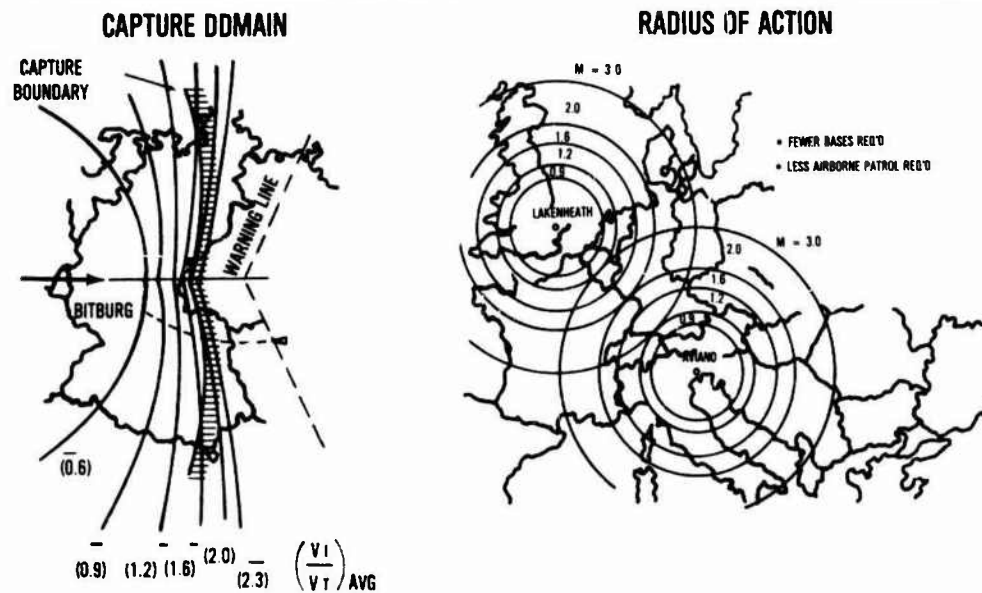 CAPTURE DDMAIN
CAPTURE
BOUNDARY
WARNING LINE
BITBURG
(0.6)
(0.9)
(1.2)
(1.6)
(2.0)
(2.3)
(VI/VT) AVG
RADIUS OF ACTION
M = 3.0
2.0
1.6
1.2
0.9
LAKENHEATH
• FEWER BASES REQ'D
• LESS AIRBORNE PATROL REQ'D
M = 3.0
2.0
1.6
1.2
0.9
AVIANO